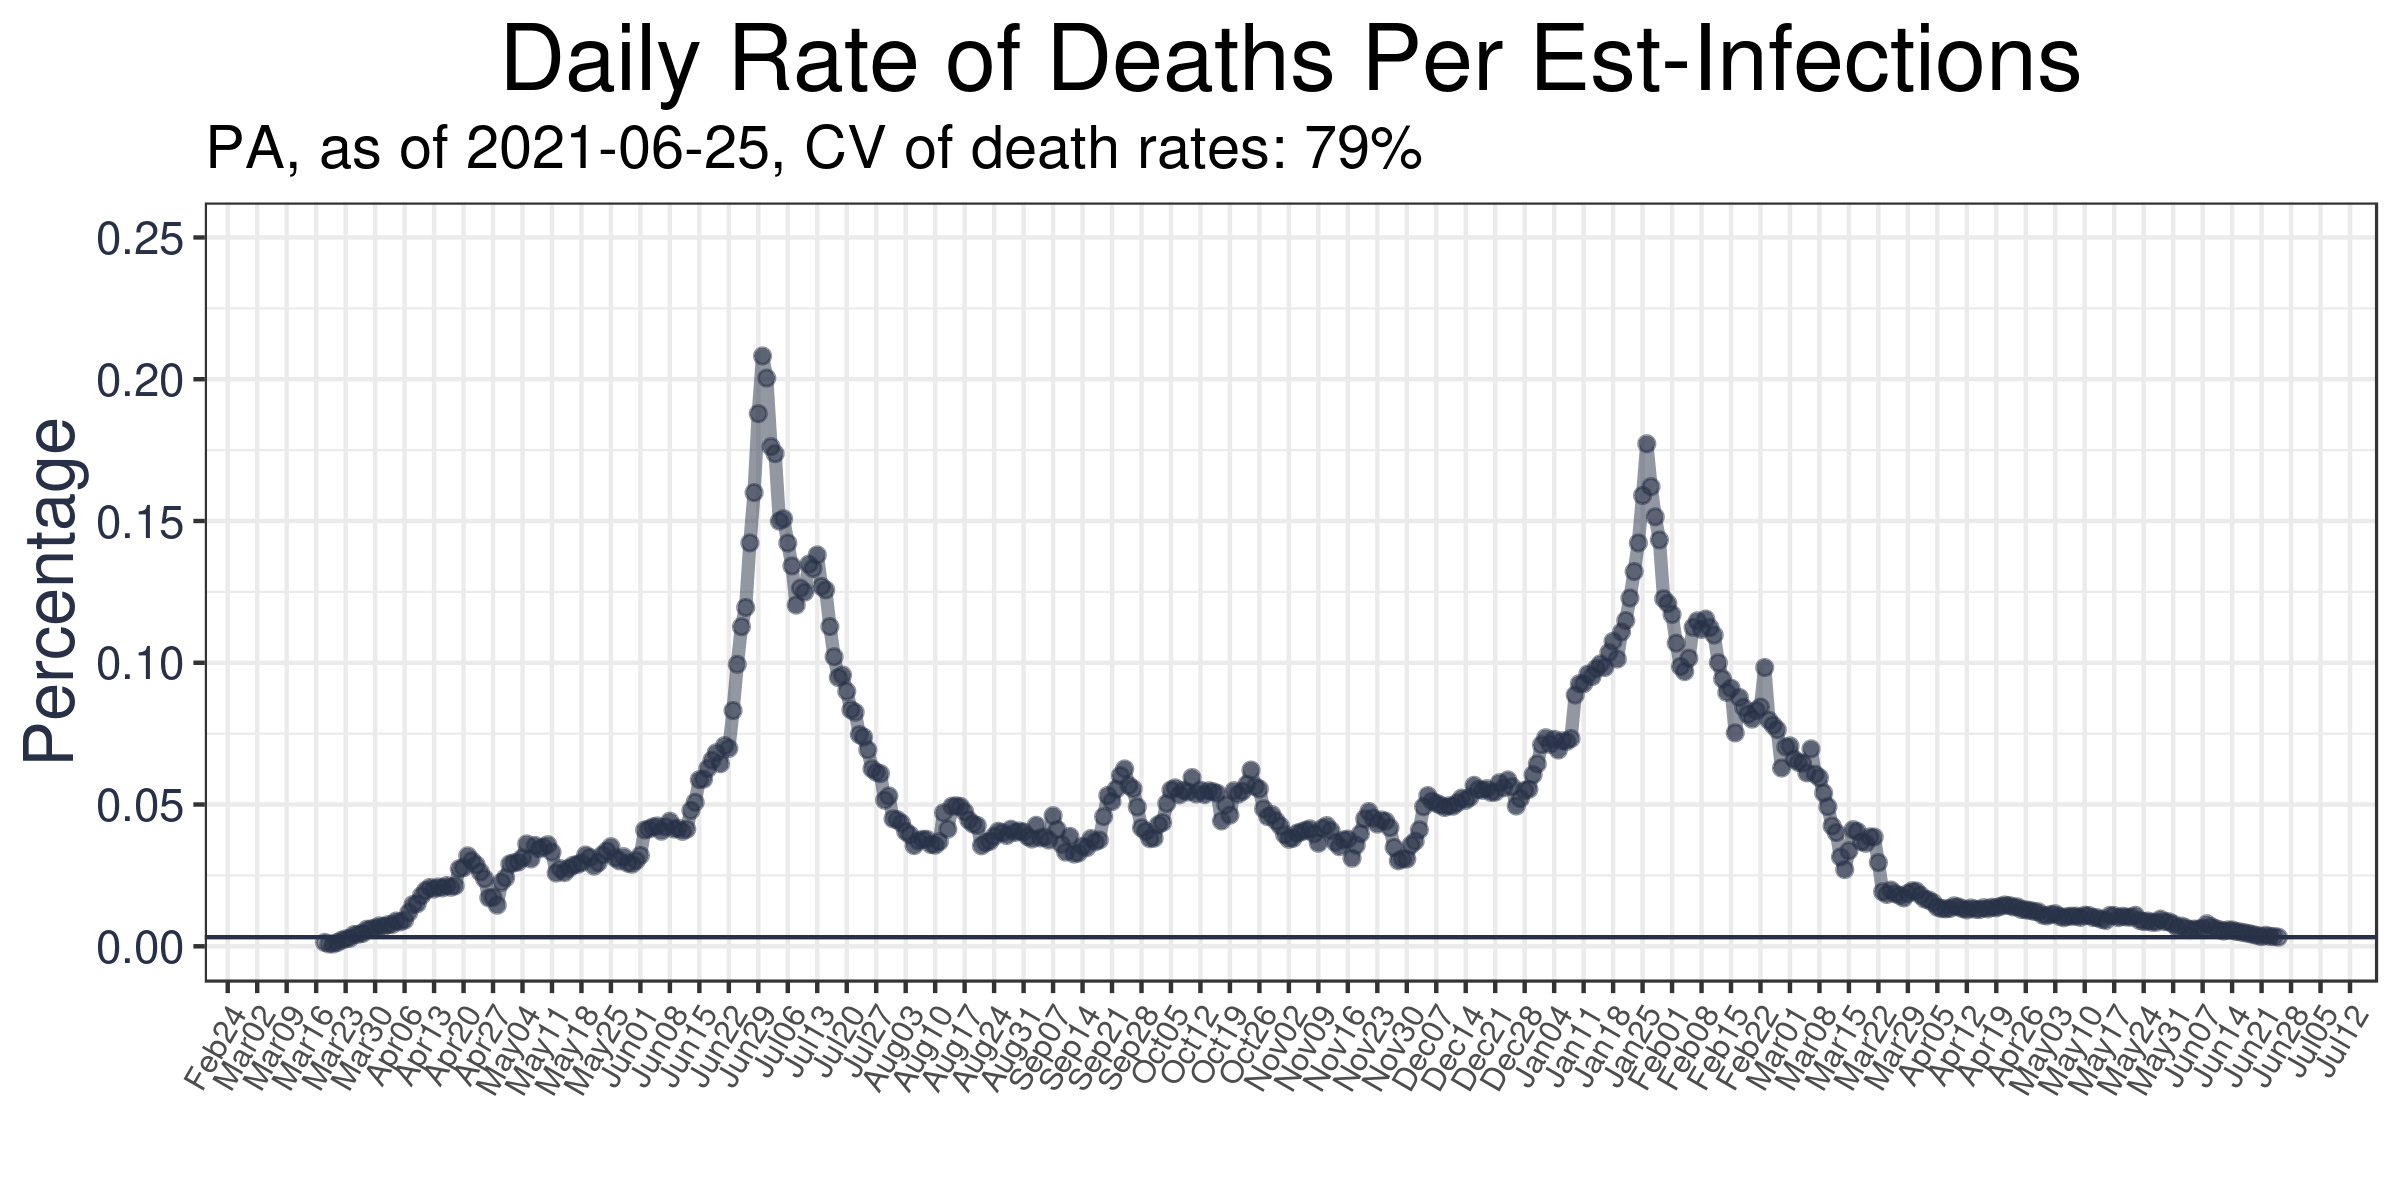 Daily Rate of Deaths Per Est-Infections
PA, as of 2021-06-25, CV of death rates: 79%
Percentage
0.25
0.20
0.15
0.10
0.05
0.00
Feb24
Mar02
Mar09
Mar16
Mar23
Mar30
Apr06
Apr13
Apr20
Apr27
May04
May11
May18
May25
Jun01
Jun08
Jun15
Jun22
Jun29
Jul06
Jul13
Jul20
Jul27
Aug03
Aug10
Aug17
Aug24
Aug31
Sep07
Sep14
Sep21
Sep28
Oct05
Oct12
Oct19
Oct26
Nov02
Nov09
Nov16
Nov23
Nov30
Dec07
Dec14
Dec21
Dec28
Jan04
Jan11
Jan18
Jan25
Feb01
Feb08
Feb15
Feb22
Mar01
Mar08
Mar15
Mar22
Mar29
Apr05
Apr12
Apr19
Apr26
May03
May10
May17
May24
May31
Jun07
Jun14
Jun21
Jun28
Jul05
Jul12